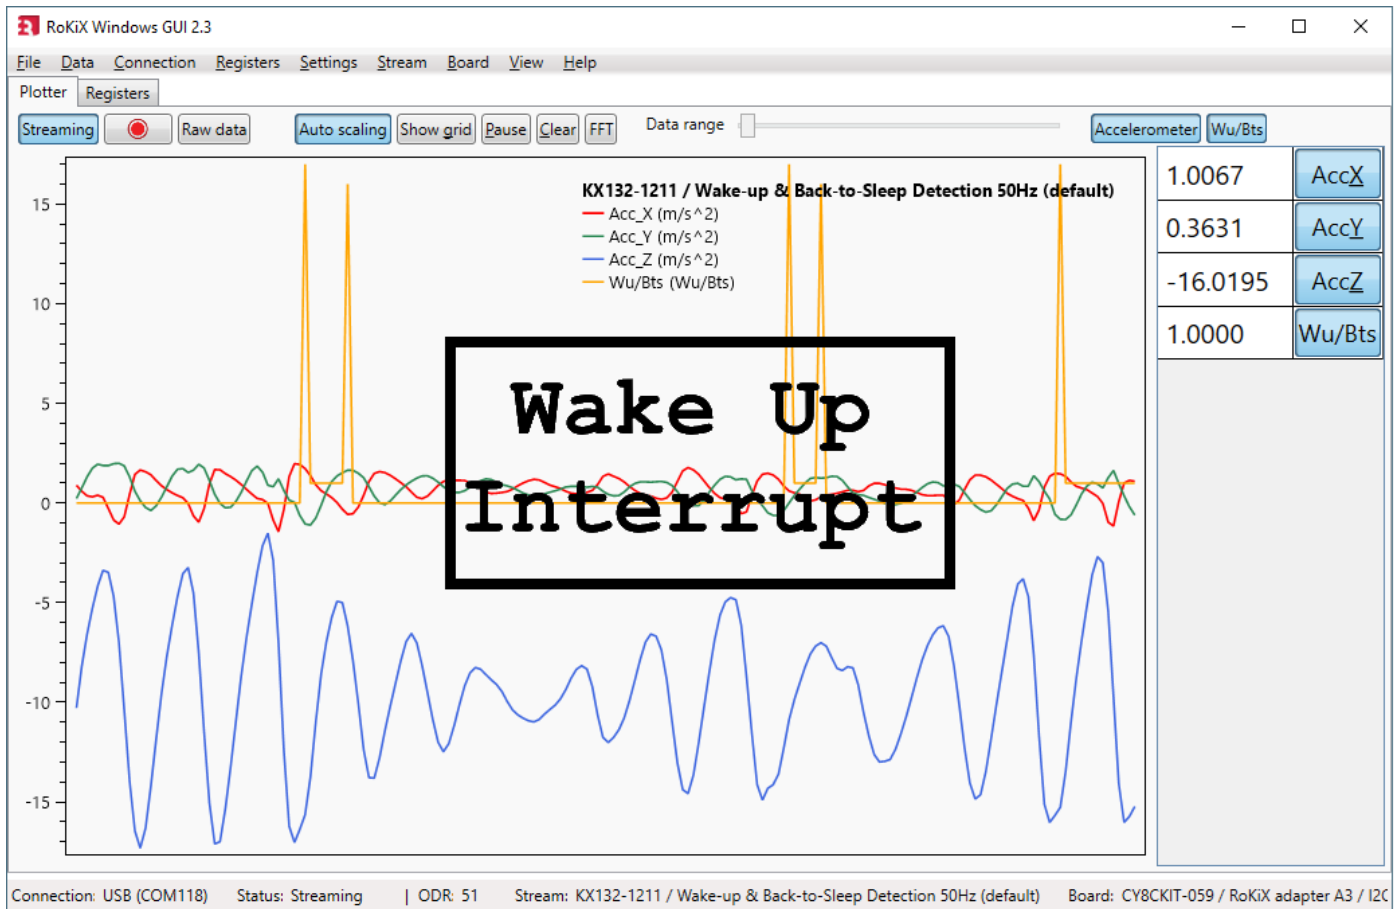 RoKiX Windows GUI 2.3
File Data Connection Registers Settings Stream Board View Help
Plotter Registers
Streaming Raw data Auto scaling Show grid Pause Clear FFT Data range Accelerometer Wu/Bts
KX132-1211 / Wake-up & Back-to-Sleep Detection 50Hz (default)
Acc_X (m/s^2)
Acc_Y (m/s^2)
Acc_Z (m/s^2)
Wu/Bts (Wu/Bts)
15
10
5
0
-5
-10
-15
Wake Up
Interrupt
1.0067 AccX
0.3631 AccY
-16.0195 AccZ
1.0000 Wu/Bts
Connection: USB (COM118) Status: Streaming | ODR: 51 Stream: KX132-1211 / Wake-up & Back-to-Sleep Detection 50Hz (default) Board: CY8CKIT-059 / RoKiX adapter A3 / I2C